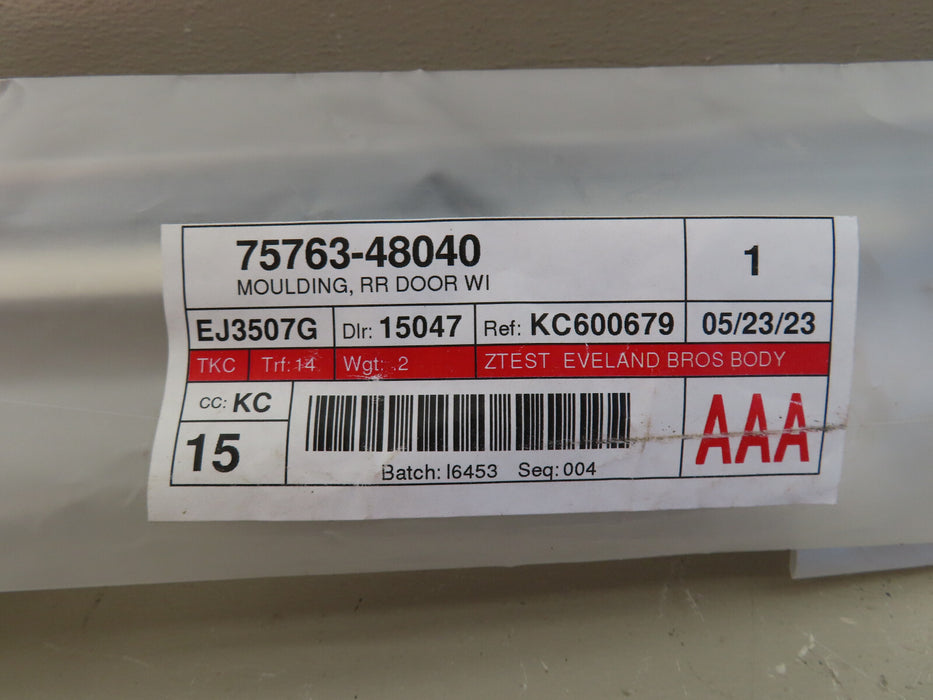 75763-48040 1
MOULDING, RR DOOR WI
EJ3507G Dlr: 15047 Ref: KC600679 05/23/23
TKC Trf: 14 Wgt: .2 ZTEST EVELAND BROS BODY
CC: KC
15 AAA
Batch: I6453 Seq: 004